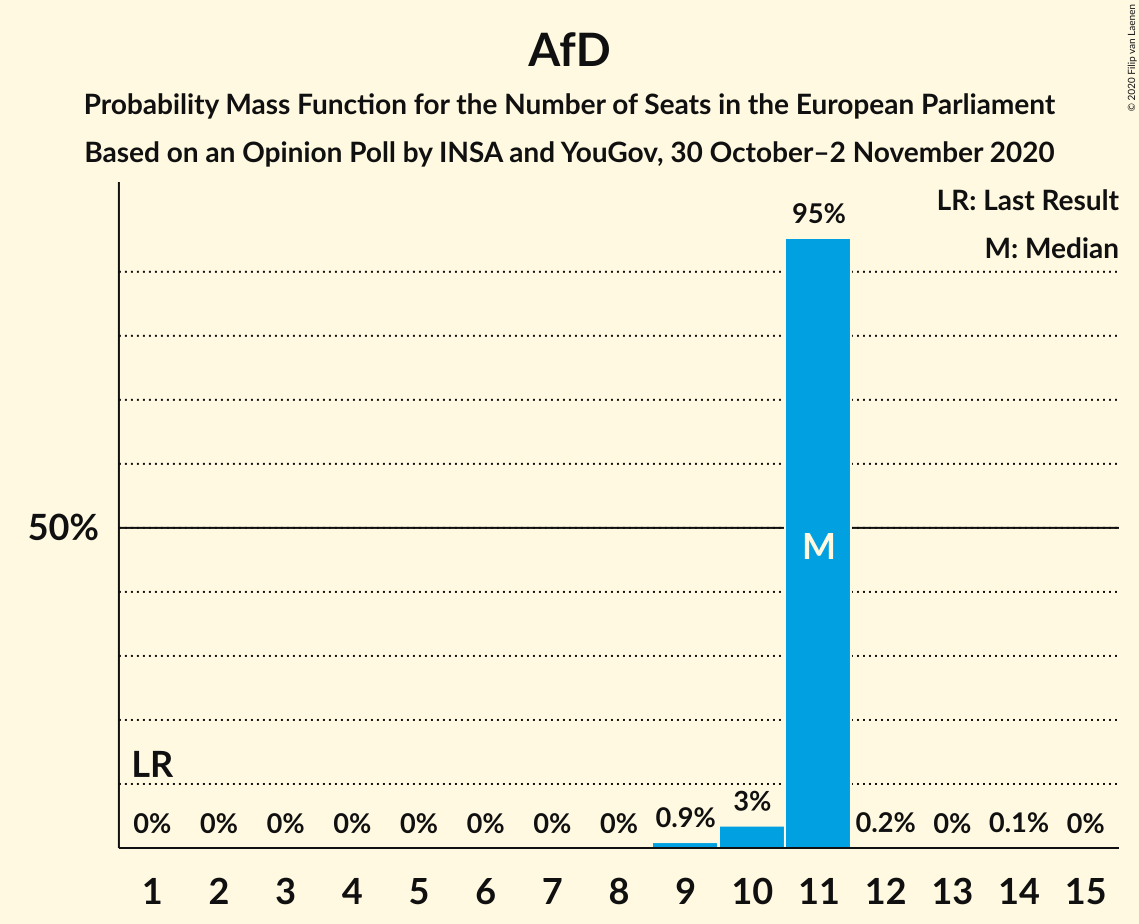 AfD
Probability Mass Function for the Number of Seats in the European Parliament
Based on an Opinion Poll by INSA and YouGov, 30 October–2 November 2020
© 2020 Filip van Laenen
LR: Last Result
M: Median
95%
50%
M
LR
0% 0% 0% 0% 0% 0% 0% 0% 0.9% 3% 0.2% 0% 0.1% 0%
1 2 3 4 5 6 7 8 9 10 11 12 13 14 15